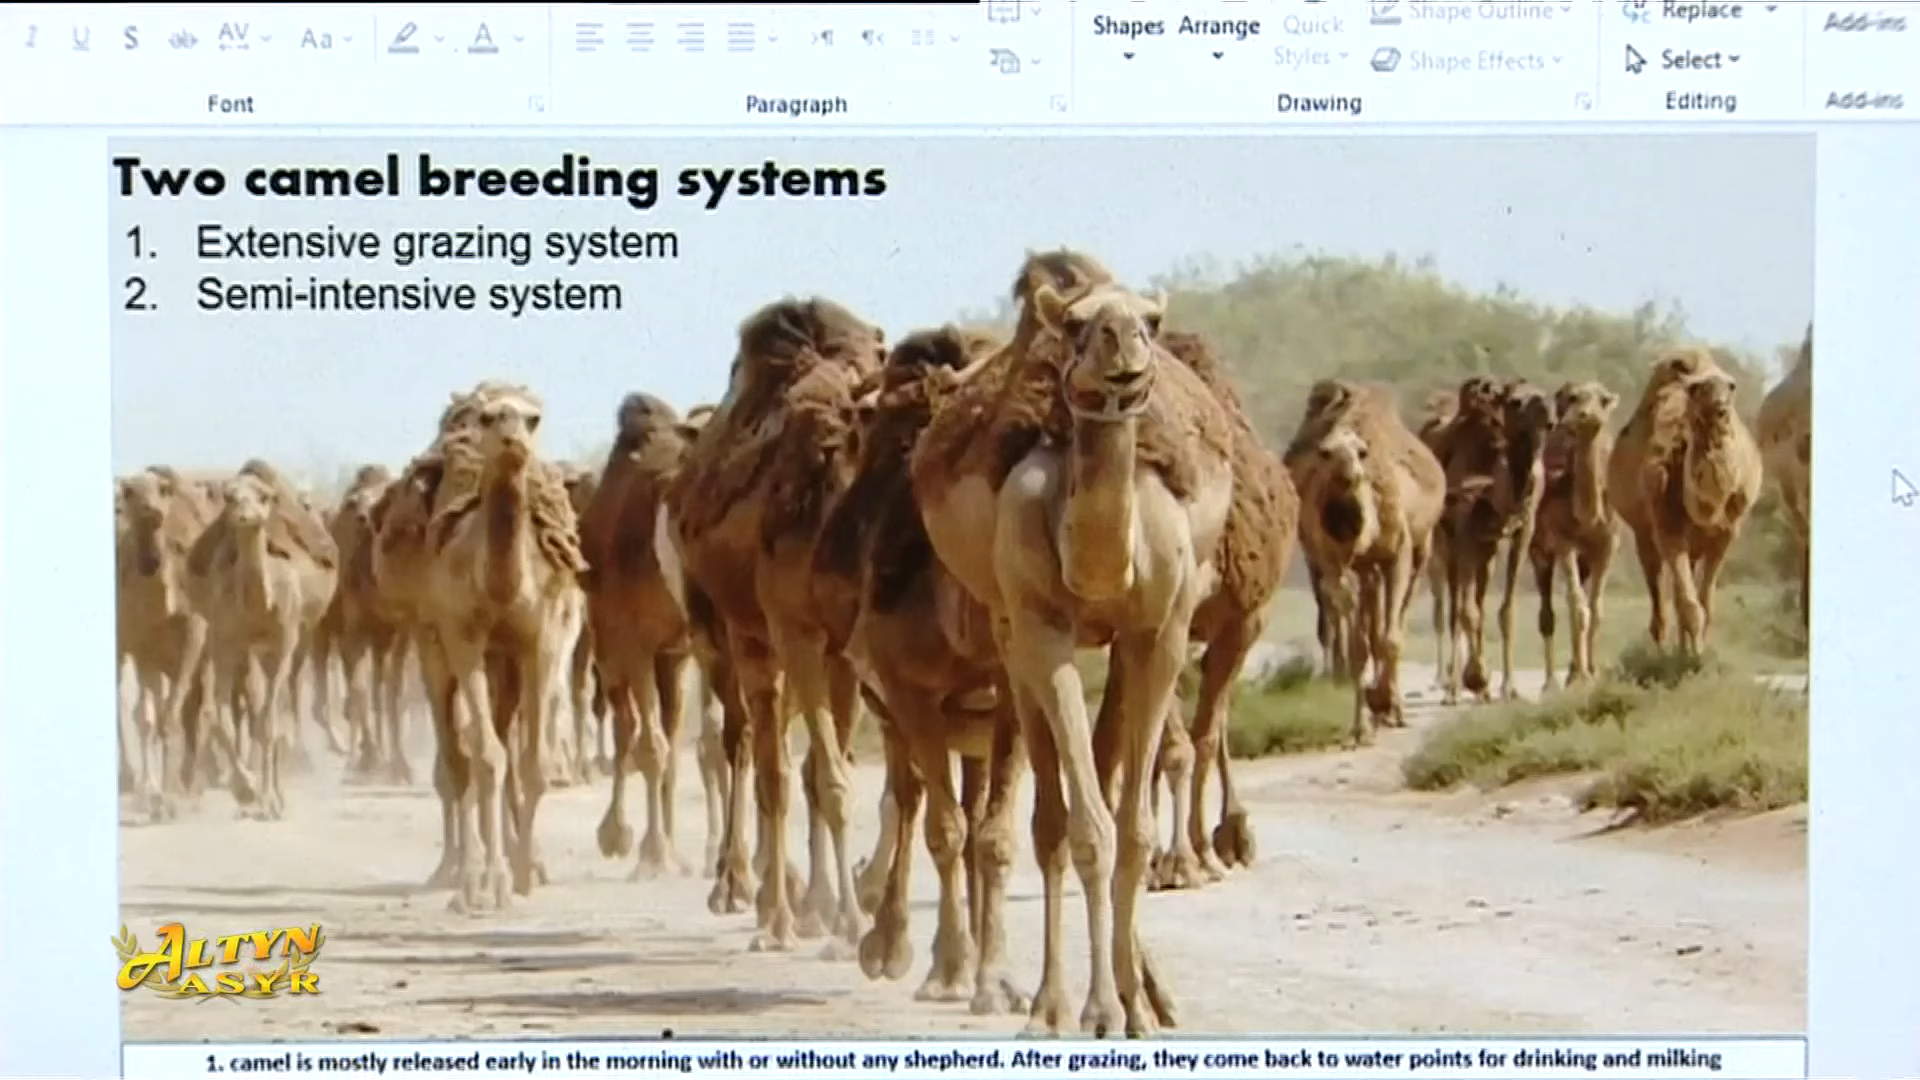 S
ab
AV
Aa
A
Shapes
Arrange
Quick
Styles
Shape Outline
Shape Effects
Replace
Select
Add-ins
Font
Paragraph
Drawing
Editing
Add-ins
Two camel breeding systems
1. Extensive grazing system
2. Semi-intensive system
ALTYN
ASYR
1. camel is mostly released early in the morning with or without any shepherd. After grazing, they come back to water points for drinking and milking